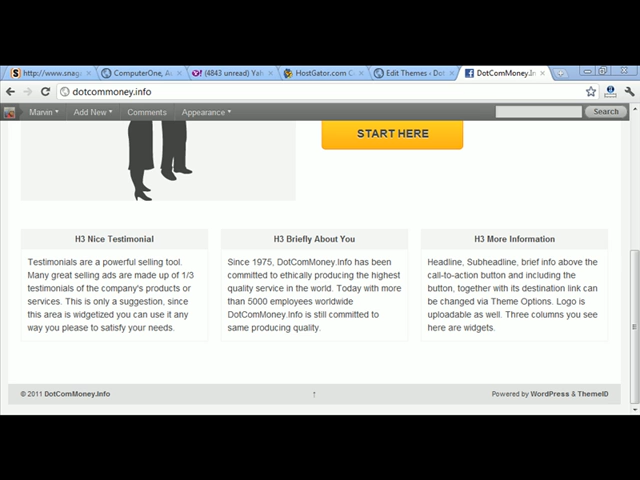 http://www.snag
ComputerOne, A
(4843 unread) Yah
HostGator.com C
Edit Themes ‹ Dot
DotComMoney.In
dotcommoney.info
Marvin
Add New
Comments
Appearance
Search
START HERE
H3 Nice Testimonial
Testimonials are a powerful selling tool.
Many great selling ads are made up of 1/3
testimonials of the company's products or
services. This is only a suggestion, since
this area is widgetized you can use it any
way you please to satisfy your needs.
H3 Briefly About You
Since 1975, DotComMoney.Info has been
committed to ethically producing the highest
quality service in the world. Today with more
than 5000 employees worldwide
DotComMoney.Info is still committed to
same producing quality.
H3 More Information
Headline, Subheadline, brief info above the
call-to-action button and including the
button, together with its destination link can
be changed via Theme Options. Logo is
uploadable as well. Three columns you see
here are widgets.
© 2011 DotComMoney.Info
↑
Powered by WordPress & ThemeID